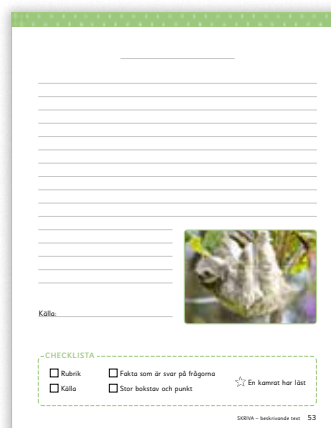 Källa:
CHECKLISTA
Rubrik
Fakta som är svar på frågorna
En kamrat har läst
Källa
Stor bokstav och punkt
SKRIVA – beskrivande text 53